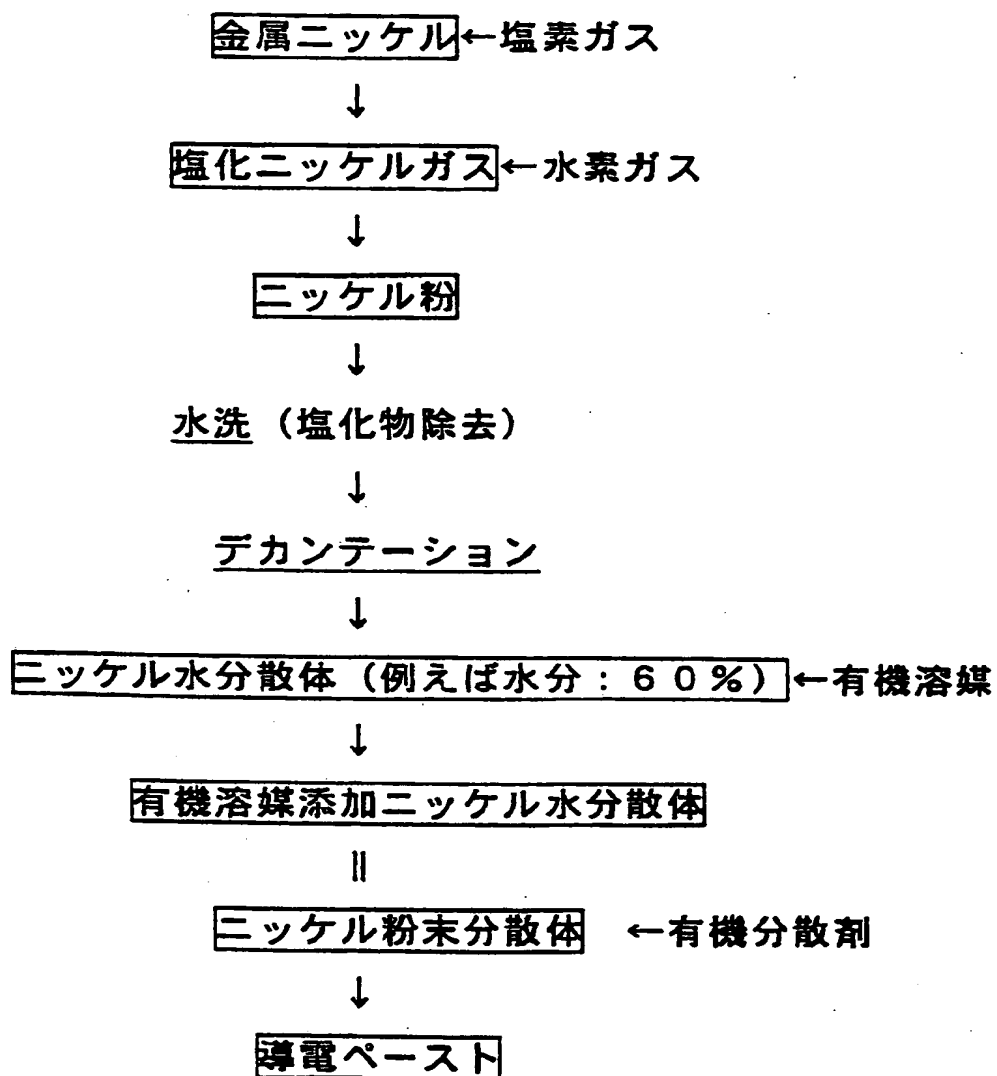 金属ニッケル←塩素ガス
↓
塩化ニッケルガス←水素ガス
↓
ニッケル粉
↓
水洗（塩化物除去）
↓
デカンテーション
↓
ニッケル水分散体（例えば水分：６０％）←有機溶媒
↓
有機溶媒添加ニッケル水分散体
॥
ニッケル粉末分散体 ←有機分散剤
↓
導電ペースト